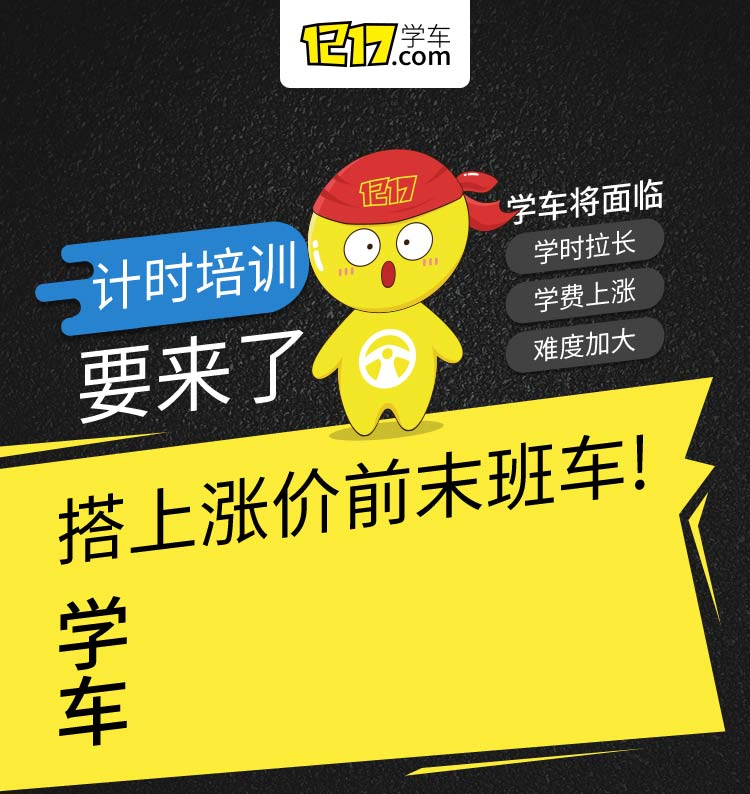 1217学车
.com
1217
计时培训
要来了
学车将面临
学时拉长
学费上涨
难度加大
搭上涨价前末班车!
学
车